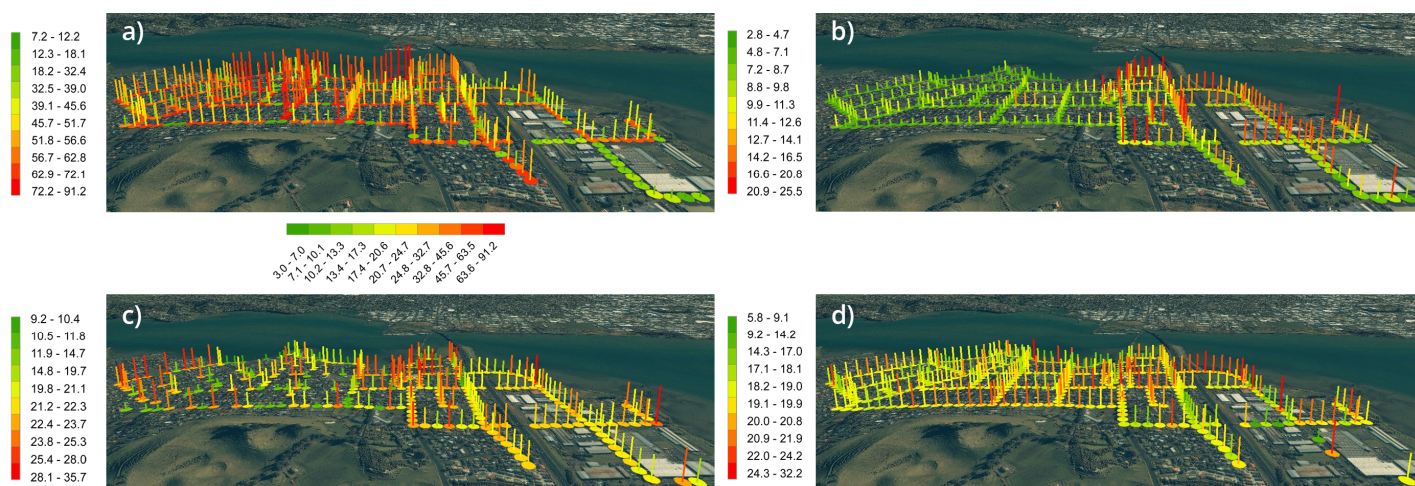 a)
7.2 - 12.2
12.3 - 18.1
18.2 - 32.4
32.5 - 39.0
39.1 - 45.6
45.7 - 51.7
51.8 - 56.6
56.7 - 62.8
62.9 - 72.1
72.2 - 91.2
b)
2.8 - 4.7
4.8 - 7.1
7.2 - 8.7
8.8 - 9.8
9.9 - 11.3
11.4 - 12.6
12.7 - 14.1
14.2 - 16.5
16.6 - 20.8
20.9 - 25.5
3.0 - 7.0
7.1 - 10.1
10.2 - 13.3
13.4 - 17.3
17.4 - 20.6
20.7 - 24.7
24.8 - 32.7
32.8 - 45.6
45.7 - 63.5
63.6 - 91.2
c)
9.2 - 10.4
10.5 - 11.8
11.9 - 14.7
14.8 - 19.7
19.8 - 21.1
21.2 - 22.3
22.4 - 23.7
23.8 - 25.3
25.4 - 28.0
28.1 - 35.7
d)
5.8 - 9.1
9.2 - 14.2
14.3 - 17.0
17.1 - 18.1
18.2 - 19.0
19.1 - 19.9
20.0 - 20.8
20.9 - 21.9
22.0 - 24.2
24.3 - 32.2